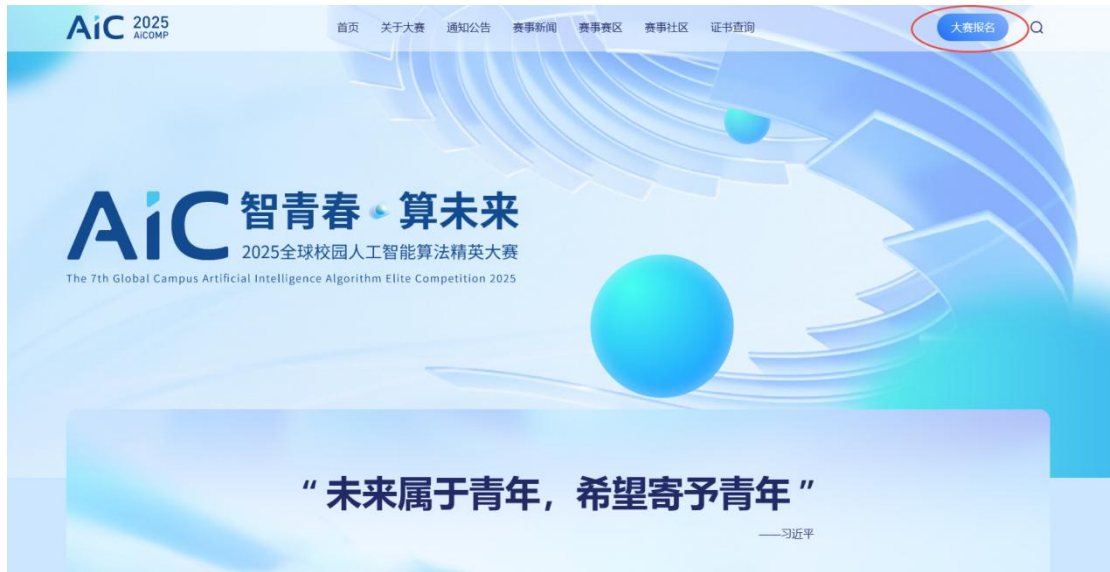 AiC 2025
AiCOMP
首页 关于大赛 通知公告 赛事新闻 赛事赛区 赛事社区 证书查询 大赛报名
AiC 智青春·算未来
2025全球校园人工智能算法精英大赛
The 7th Global Campus Artificial Intelligence Algorithm Elite Competition 2025
“未来属于青年，希望寄予青年”
——习近平